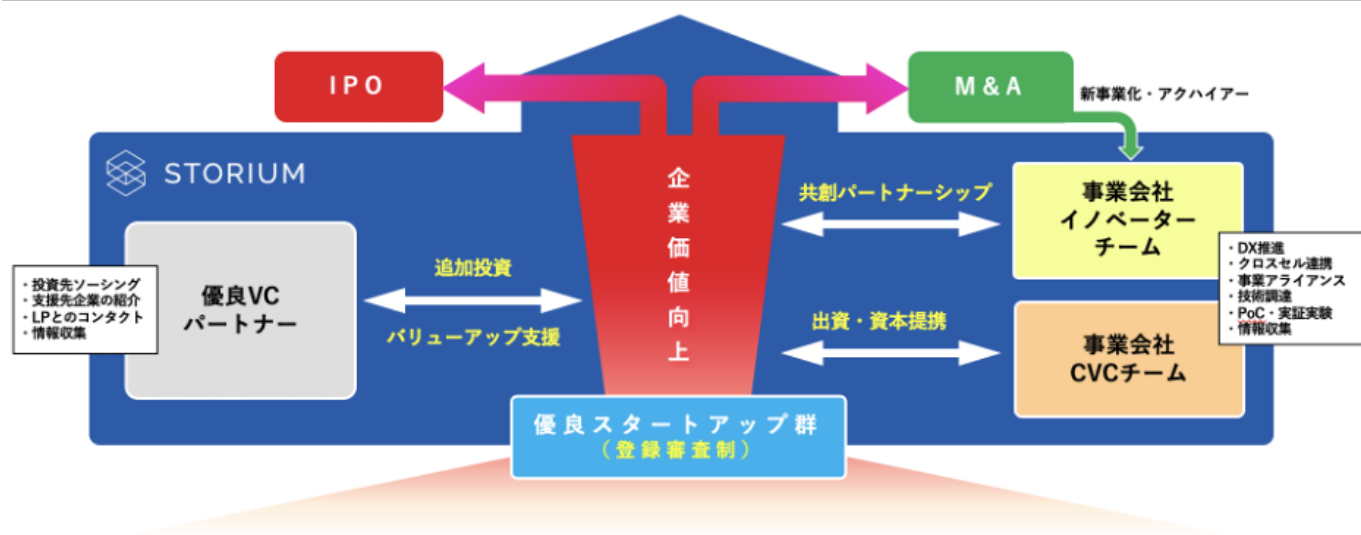 IPO
M&A
新事業化・アクハイアー
STORIUM
企業価値向上
共創パートナーシップ
事業会社
イノベーター
チーム
・DX推進
・クロスセル連携
・事業アライアンス
・技術調達
・PoC・実証実験
・情報収集
・投資先ソーシング
・支援先企業の紹介
・LPとのコンタクト
・情報収集
優良VC
パートナー
追加投資
バリューアップ支援
出資・資本提携
事業会社
CVCチーム
優良スタートアップ群
（登録審査制）